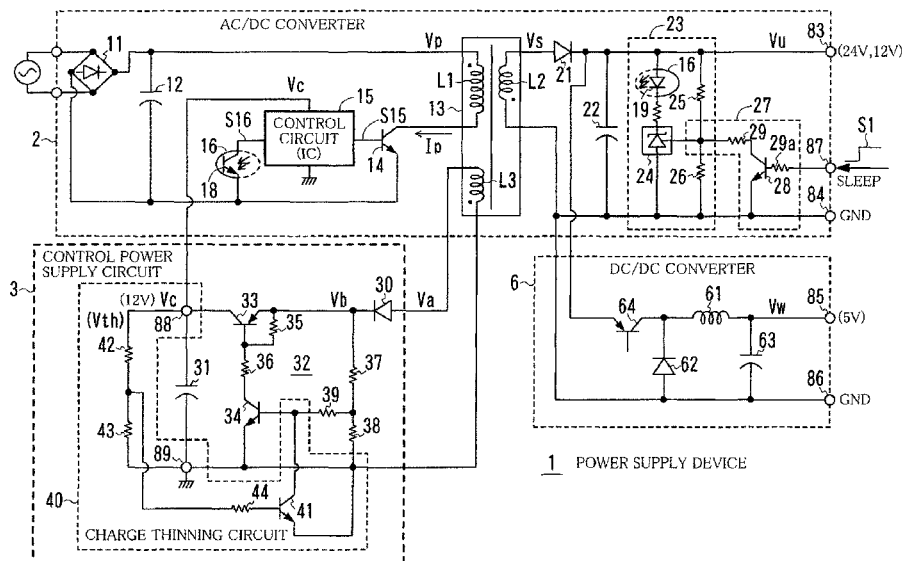 AC/DC CONVERTER
11
Vp
Vs
23
Vu
83
(24V,12V)
21
16
12
Vc
15
L1
L2
13
19
25
27
S16
CONTROL
CIRCUIT
(IC)
S15
22
29
29a
S1
2
16
18
14
Ip
24
26
28
87
SLEEP
L3
84
GND
CONTROL POWER
SUPPLY CIRCUIT
DC/DC CONVERTER
3
(12V)
Vc
33
Vb
30
Va
6
61
Vw
85
(5V)
(Vth)
88
35
64
42
31
36
32
37
62
63
34
39
43
38
86
GND
89
40
44
41
1 POWER SUPPLY DEVICE
CHARGE THINNING CIRCUIT